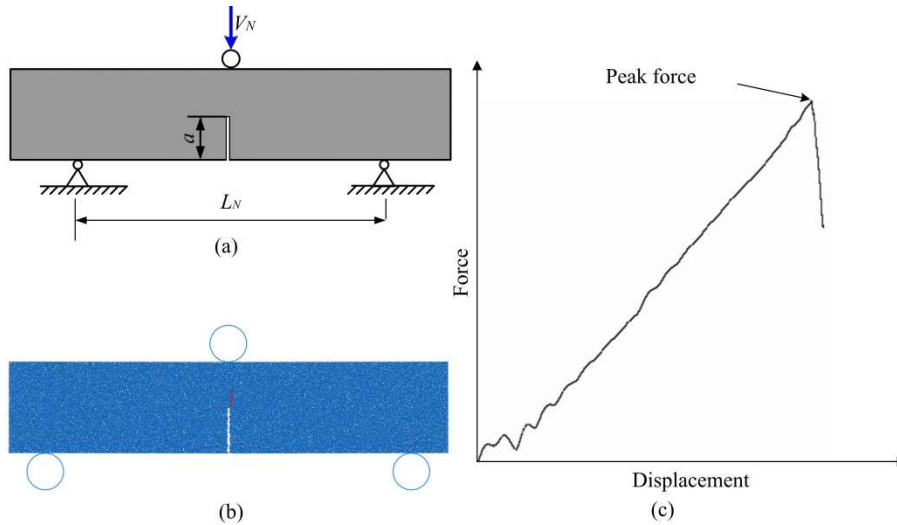 V_N
a
L_N
(a)
(b)
Peak force
Force
Displacement
(c)